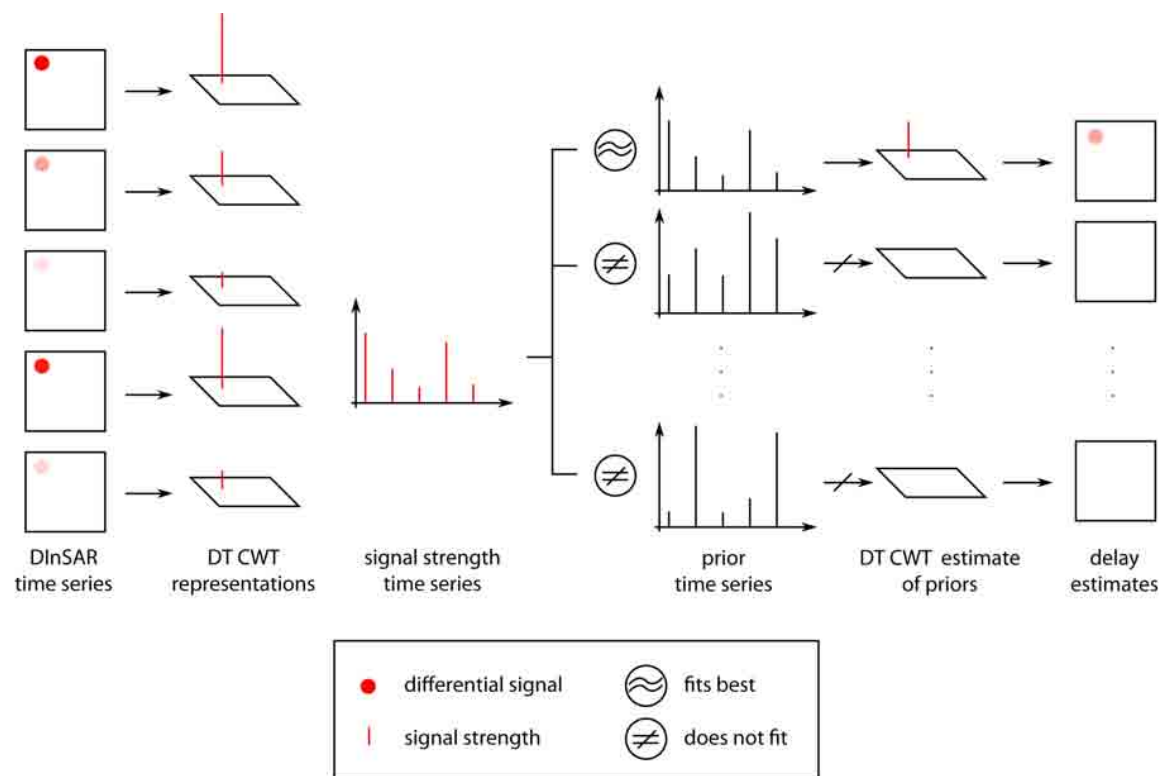 DInSAR
time series
DT CWT
representations
signal strength
time series
prior
time series
DT CWT estimate
of priors
delay
estimates
differential signal
fits best
signal strength
does not fit